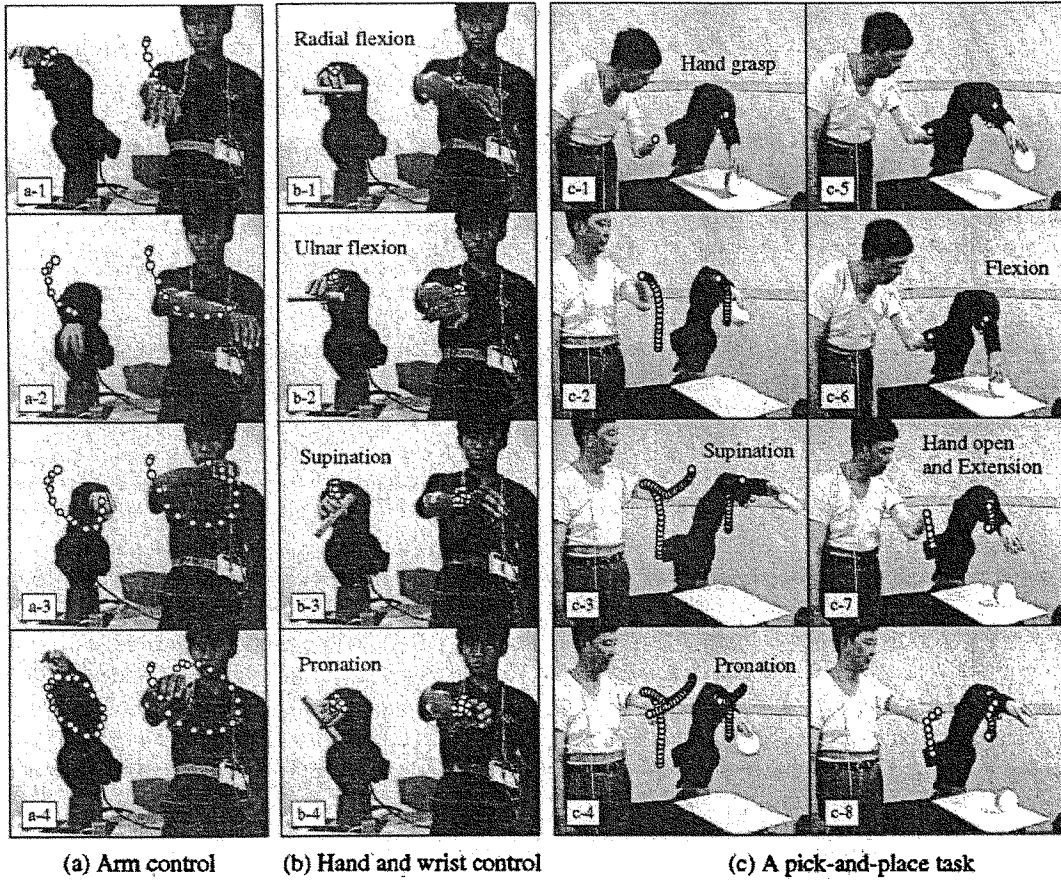 a-1
a-2
a-3
a-4
(a) Arm control
Radial flexion
b-1
Ulnar flexion
b-2
Supination
b-3
Pronation
b-4
(b) Hand and wrist control
Hand grasp
c-1
c-2
Supination
c-3
Pronation
c-4
c-5
Flexion
c-6
Hand open
and Extension
c-7
c-8
(c) A pick-and-place task